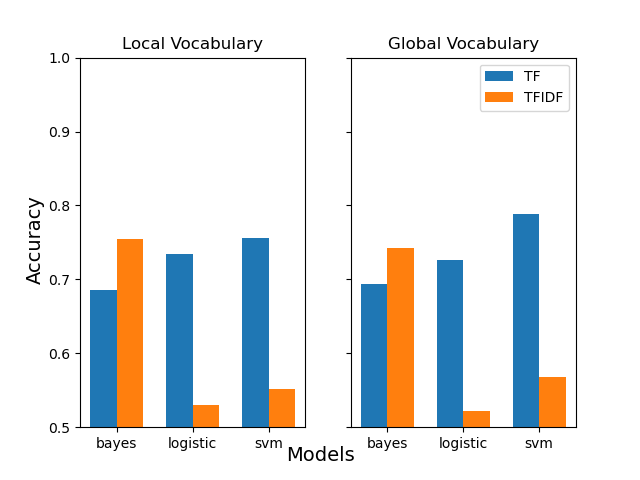 Local Vocabulary
Global Vocabulary
TF
TFIDF
1.0
0.9
0.8
0.7
0.6
0.5
Accuracy
bayes logistic svm
bayes logistic svm
Models